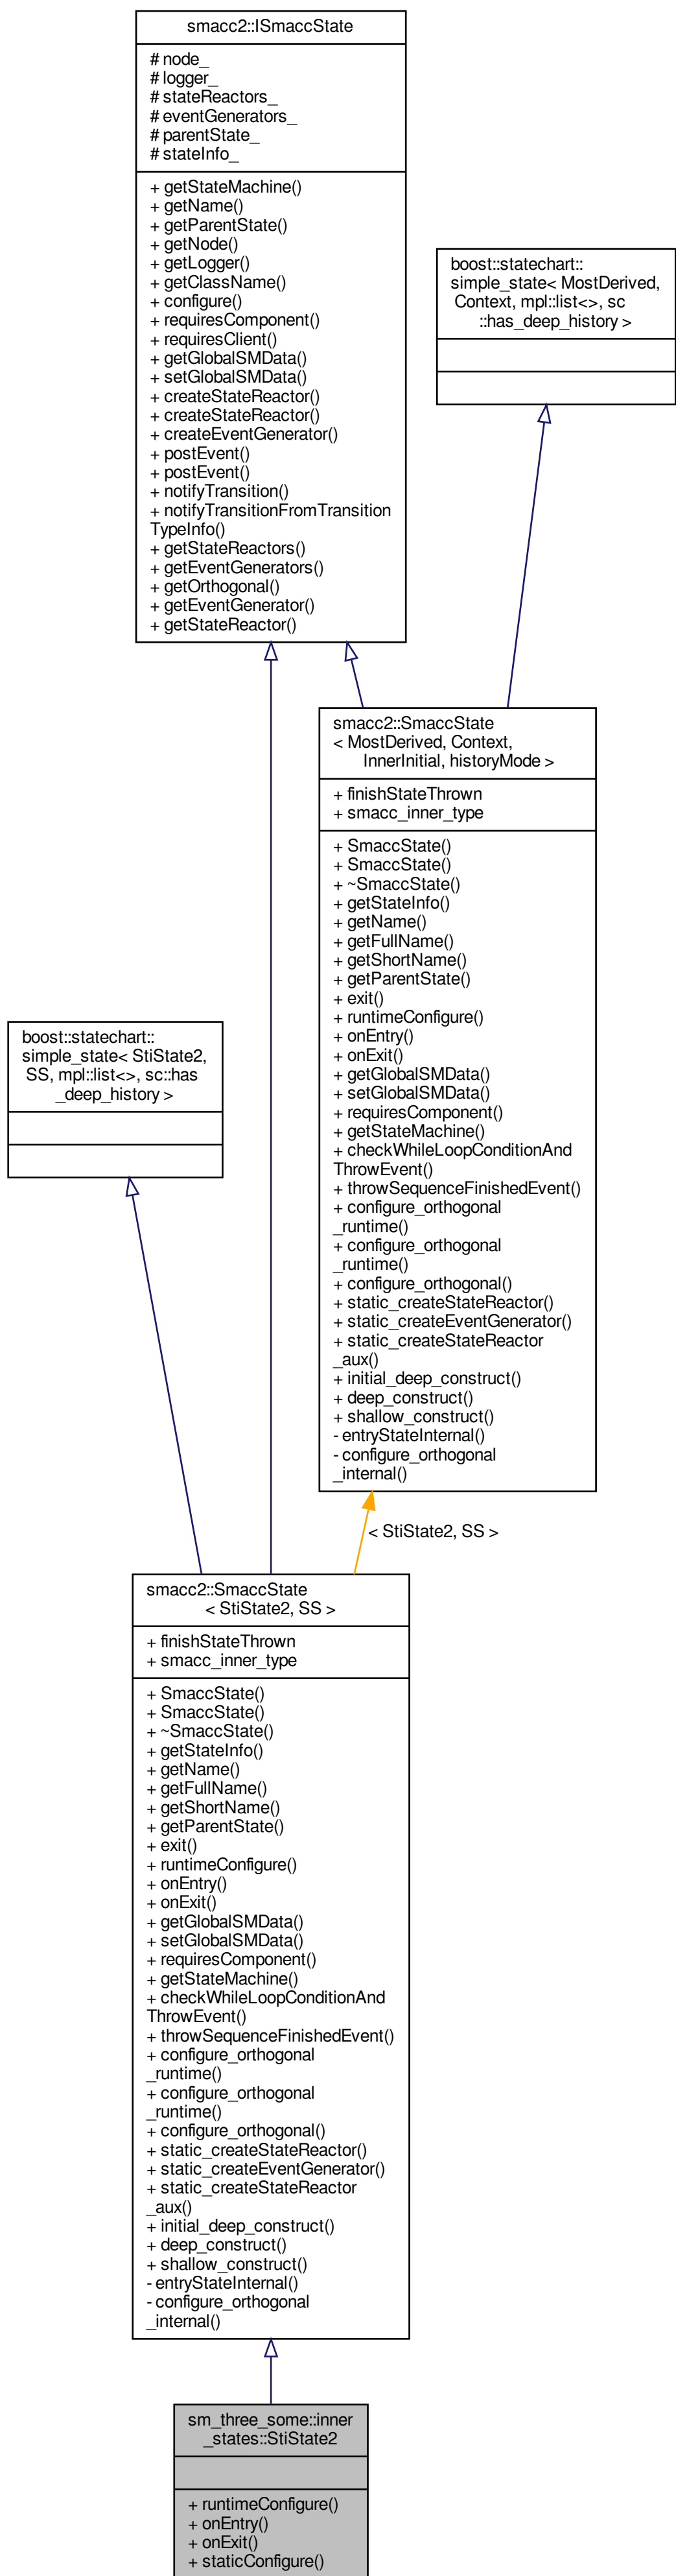 smacc2::ISmaccState
# node_
# logger_
# stateReactors_
# eventGenerators_
# parentState_
# stateInfo_
+ getStateMachine()
+ getName()
+ getParentState()
+ getNode()
+ getLogger()
+ getClassName()
+ configure()
+ requiresComponent()
+ requiresClient()
+ getGlobalSMData()
+ setGlobalSMData()
+ createStateReactor()
+ createStateReactor()
+ createEventGenerator()
+ postEvent()
+ postEvent()
+ notifyTransition()
+ notifyTransitionFromTransition
TypeInfo()
+ getStateReactors()
+ getEventGenerators()
+ getOrthogonal()
+ getEventGenerator()
+ getStateReactor()
boost::statechart::
simple_state< MostDerived,
Context, mpl::list<>, sc
::has_deep_history >
smacc2::SmaccState
< MostDerived, Context,
InnerInitial, historyMode >
+ finishStateThrown
+ smacc_inner_type
+ SmaccState()
+ SmaccState()
+ ~SmaccState()
+ getStateInfo()
+ getName()
+ getFullName()
+ getShortName()
+ getParentState()
+ exit()
+ runtimeConfigure()
+ onEntry()
+ onExit()
+ getGlobalSMData()
+ setGlobalSMData()
+ requiresComponent()
+ getStateMachine()
+ checkWhileLoopConditionAnd
ThrowEvent()
+ throwSequenceFinishedEvent()
+ configure_orthogonal
_runtime()
+ configure_orthogonal
_runtime()
+ configure_orthogonal()
+ static_createStateReactor()
+ static_createEventGenerator()
+ static_createStateReactor
_aux()
+ initial_deep_construct()
+ deep_construct()
+ shallow_construct()
- entryStateInternal()
- configure_orthogonal
_internal()
boost::statechart::
simple_state< StiState2,
SS, mpl::list<>, sc::has
_deep_history >
< StiState2, SS >
smacc2::SmaccState
< StiState2, SS >
+ finishStateThrown
+ smacc_inner_type
+ SmaccState()
+ SmaccState()
+ ~SmaccState()
+ getStateInfo()
+ getName()
+ getFullName()
+ getShortName()
+ getParentState()
+ exit()
+ runtimeConfigure()
+ onEntry()
+ onExit()
+ getGlobalSMData()
+ setGlobalSMData()
+ requiresComponent()
+ getStateMachine()
+ checkWhileLoopConditionAnd
ThrowEvent()
+ throwSequenceFinishedEvent()
+ configure_orthogonal
_runtime()
+ configure_orthogonal
_runtime()
+ configure_orthogonal()
+ static_createStateReactor()
+ static_createEventGenerator()
+ static_createStateReactor
_aux()
+ initial_deep_construct()
+ deep_construct()
+ shallow_construct()
- entryStateInternal()
- configure_orthogonal
_internal()
sm_three_some::inner
_states::StiState2
+ runtimeConfigure()
+ onEntry()
+ onExit()
+ staticConfigure()